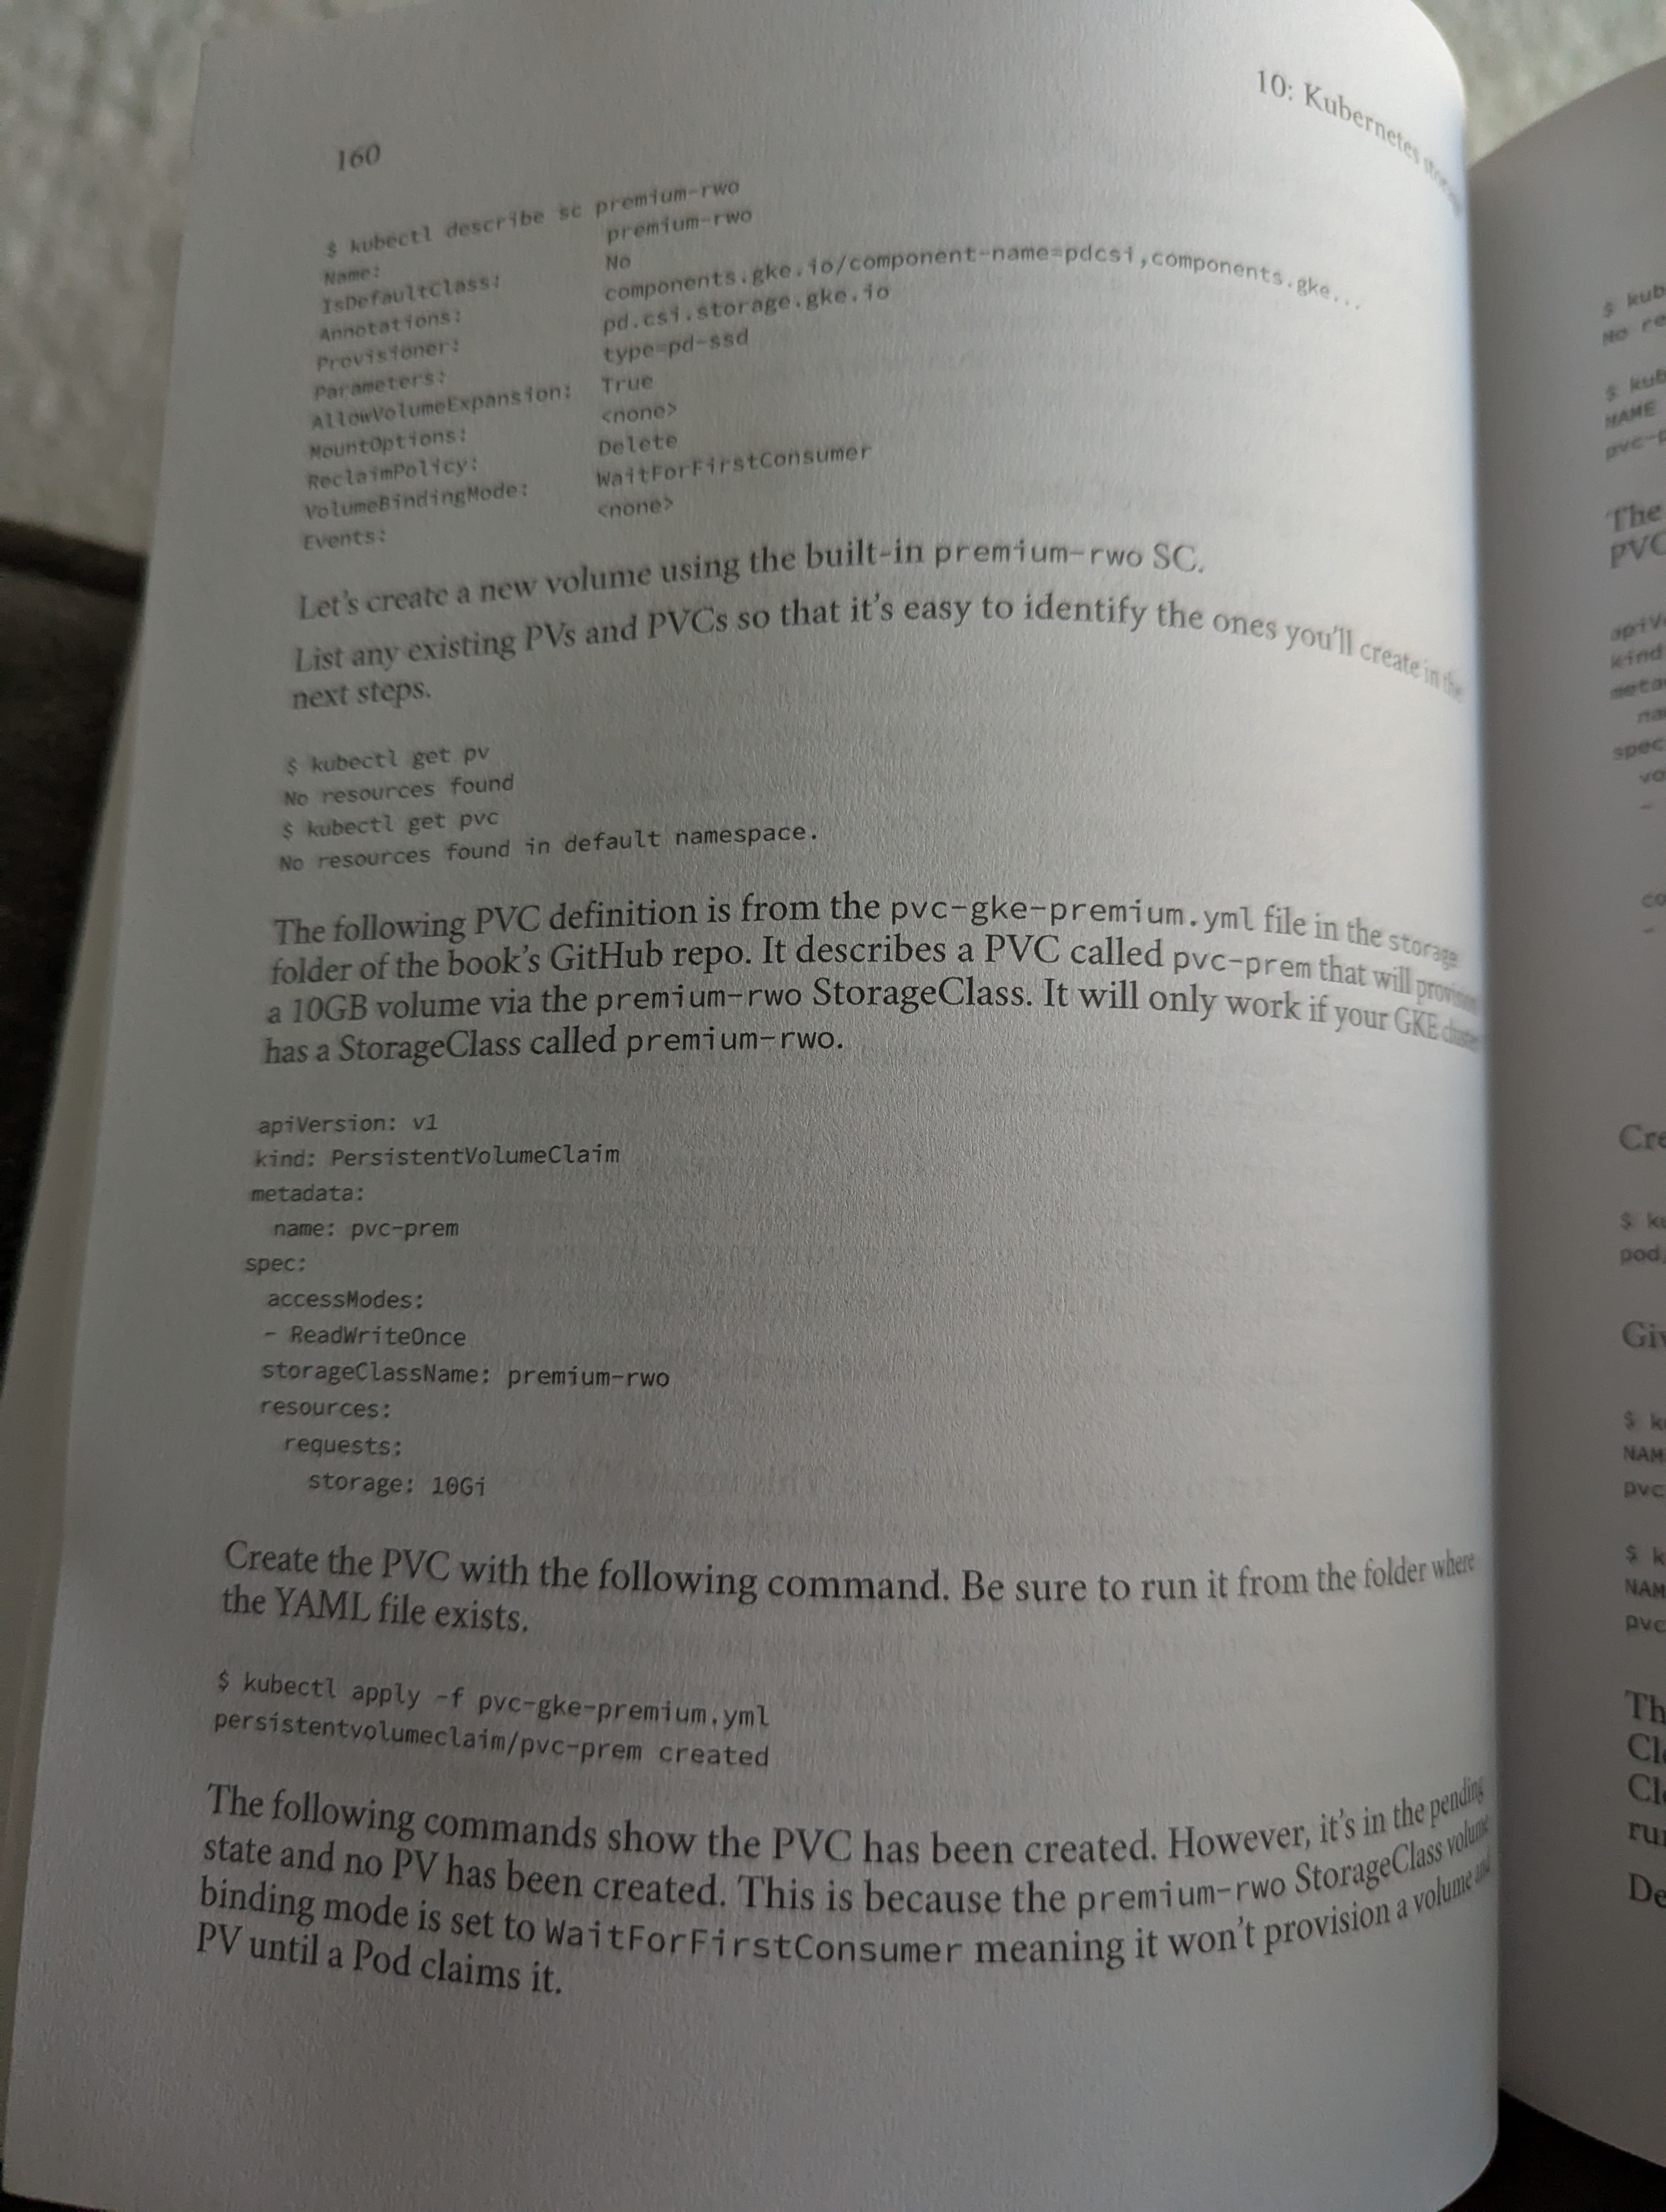 160
10: Kubernetes storage
$ kubectl describe sc premium-rwo
Name: premium-rwo
IsDefaultClass: No
Annotations: components.gke.io/component-name=pdcsi,components.gke...
Provisioner: pd.csi.storage.gke.io
Parameters: type=pd-ssd
AllowVolumeExpansion: True
MountOptions: <none>
ReclaimPolicy: Delete
VolumeBindingMode: WaitForFirstConsumer
Events: <none>
Let's create a new volume using the built-in premium-rwo SC.
List any existing PVs and PVCs so that it's easy to identify the ones you'll create in the
next steps.
$ kubectl get pv
No resources found
$ kubectl get pvc
No resources found in default namespace.
The following PVC definition is from the pvc-gke-premium.yml file in the storage
folder of the book's GitHub repo. It describes a PVC called pvc-prem that will provision
a 10GB volume via the premium-rwo StorageClass. It will only work if your GKE cluster
has a StorageClass called premium-rwo.
apiVersion: v1
kind: PersistentVolumeClaim
metadata:
  name: pvc-prem
spec:
  accessModes:
  - ReadWriteOnce
  storageClassName: premium-rwo
  resources:
    requests:
      storage: 10Gi
Create the PVC with the following command. Be sure to run it from the folder where
the YAML file exists.
$ kubectl apply -f pvc-gke-premium.yml
persistentvolumeclaim/pvc-prem created
The following commands show the PVC has been created. However, it's in the pending
state and no PV has been created. This is because the premium-rwo StorageClass volume
binding mode is set to WaitForFirstConsumer meaning it won't provision a volume and
PV until a Pod claims it.
$ kub
No re
$ kub
NAME
pvc-p
The
PVC
apiV
kind
meta
na
spec
vo
-
co
-
Cre
$ ku
pod
Giv
$ k
NAM
pvc
$ k
NAM
pvc
Th
Cl
Cl
ru
De